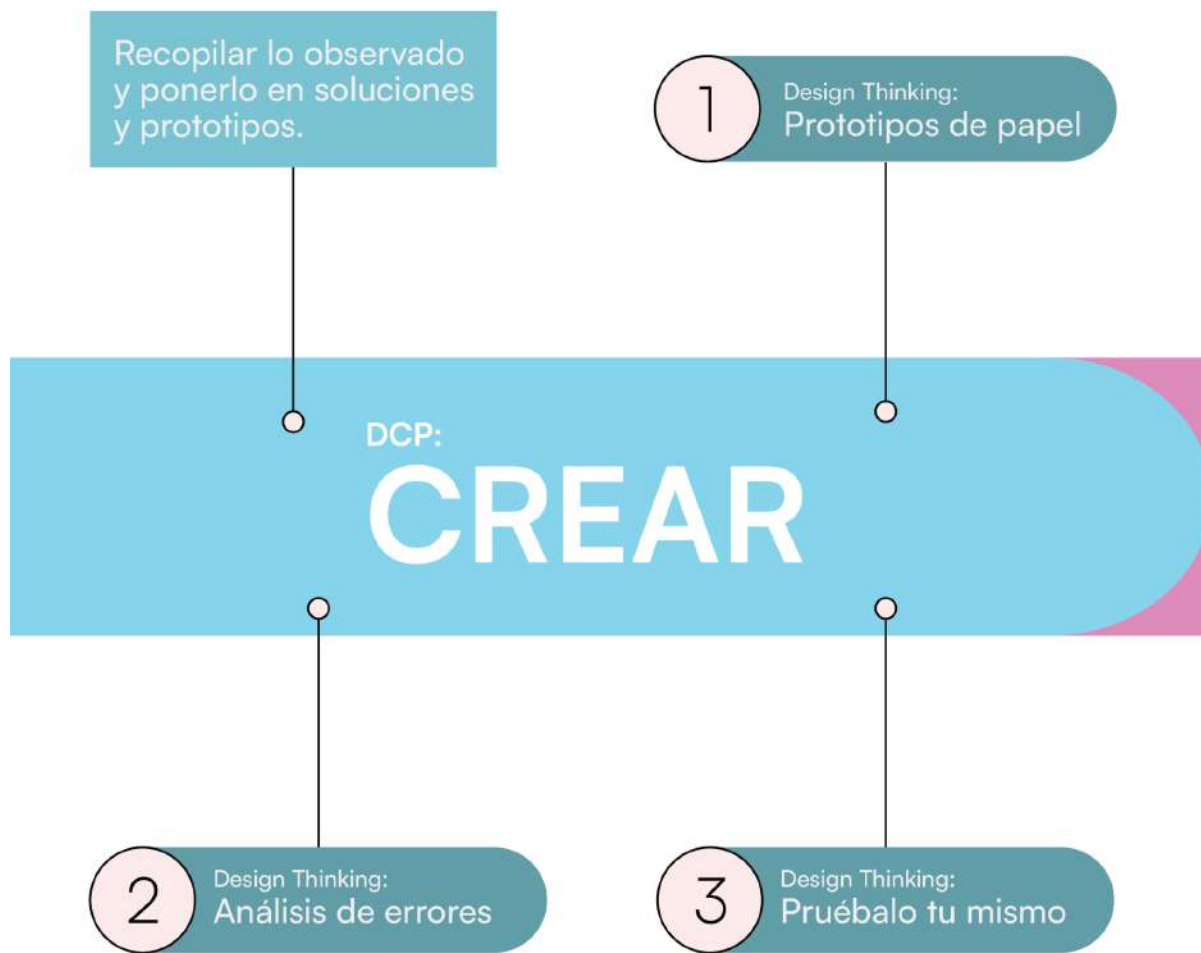 Recopilar lo observado
y ponerlo en soluciones
y prototipos.
1
Design Thinking:
Prototipos de papel
DCP:
CREAR
2
Design Thinking:
Análisis de errores
3
Design Thinking:
Pruébalo tu mismo